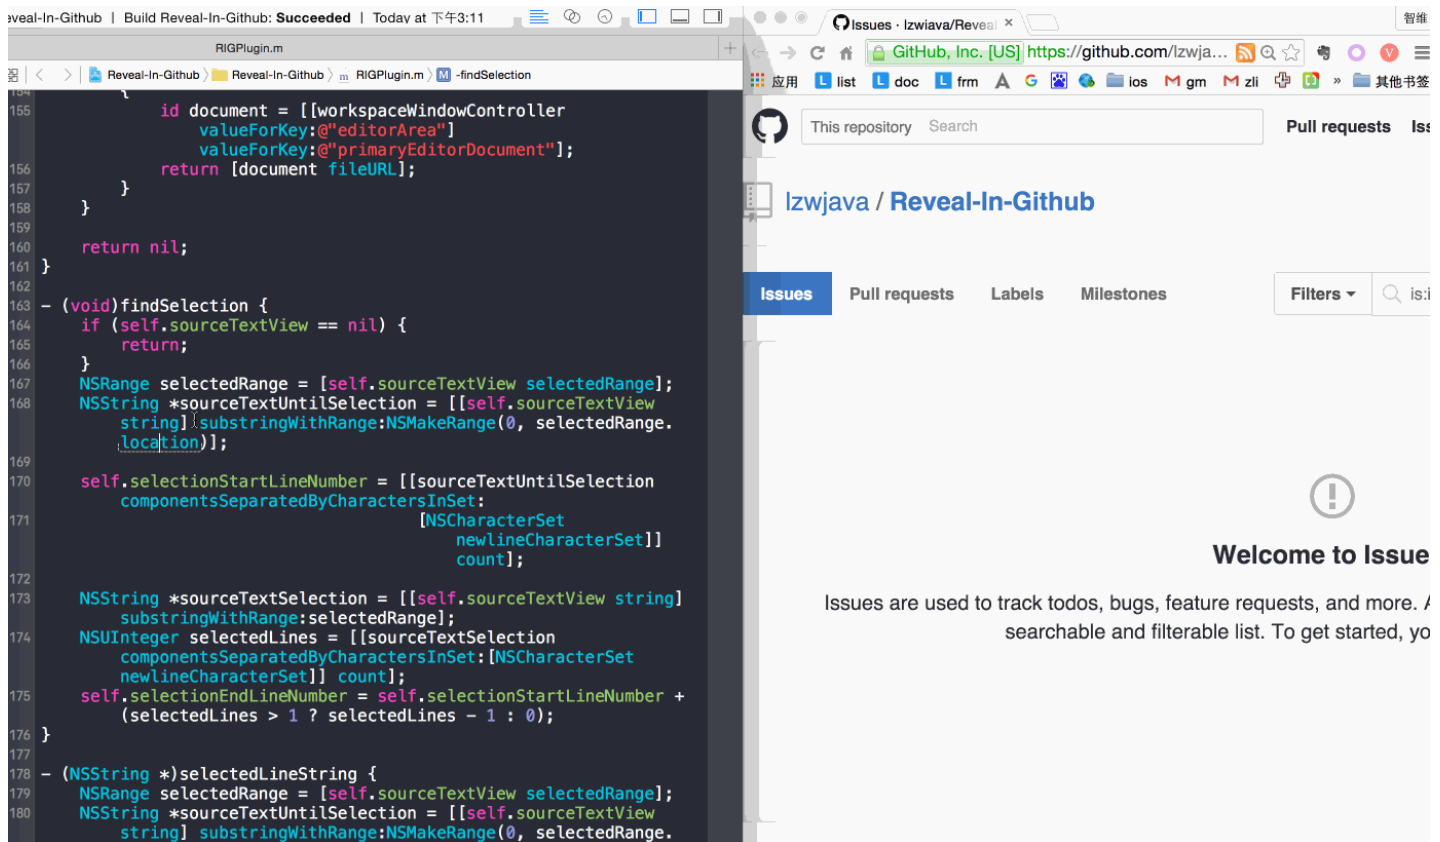 eveal-In-Github | Build Reveal-In-Github: Succeeded | Today at 下午3:11
RIGPlugin.m
Reveal-In-Github Reveal-In-Github m RIGPlugin.m M -findSelection
154 {
155 id document = [[workspaceWindowController
valueForKey:@"editorArea"]
valueForKey:@"primaryEditorDocument"];
156 return [document fileURL];
157 }
158 }
159
160 return nil;
161 }
162
163 - (void)findSelection {
164 if (self.sourceTextView == nil) {
165 return;
166 }
167 NSRange selectedRange = [self.sourceTextView selectedRange];
168 NSString *sourceTextUntilSelection = [[self.sourceTextView
string] substringWithRange:NSMakeRange(0, selectedRange.
location)];
169
170 self.selectionStartLineNumber = [[sourceTextUntilSelection
componentsSeparatedByCharactersInSet:
171 [NSCharacterSet
newlineCharacterSet]]
count];
172
173 NSString *sourceTextSelection = [[self.sourceTextView string]
substringWithRange:selectedRange];
174 NSUInteger selectedLines = [[sourceTextSelection
componentsSeparatedByCharactersInSet:[NSCharacterSet
newlineCharacterSet]] count];
175 self.selectionEndLineNumber = self.selectionStartLineNumber +
(selectedLines > 1 ? selectedLines - 1 : 0);
176 }
177
178 - (NSString *)selectedLineString {
179 NSRange selectedRange = [self.sourceTextView selectedRange];
180 NSString *sourceTextUntilSelection = [[self.sourceTextView
string] substringWithRange:NSMakeRange(0, selectedRange.
Issues · lzwjava/Reveal ×
智维
GitHub, Inc. [US] https://github.com/lzwja...
应用 L list L doc L frm A G ios M gm M zli » 其他书签
This repository Search
Pull requests Iss
lzwjava / Reveal-In-Github
Issues Pull requests Labels Milestones Filters is:i
Welcome to Issue
Issues are used to track todos, bugs, feature requests, and more. A
searchable and filterable list. To get started, yo